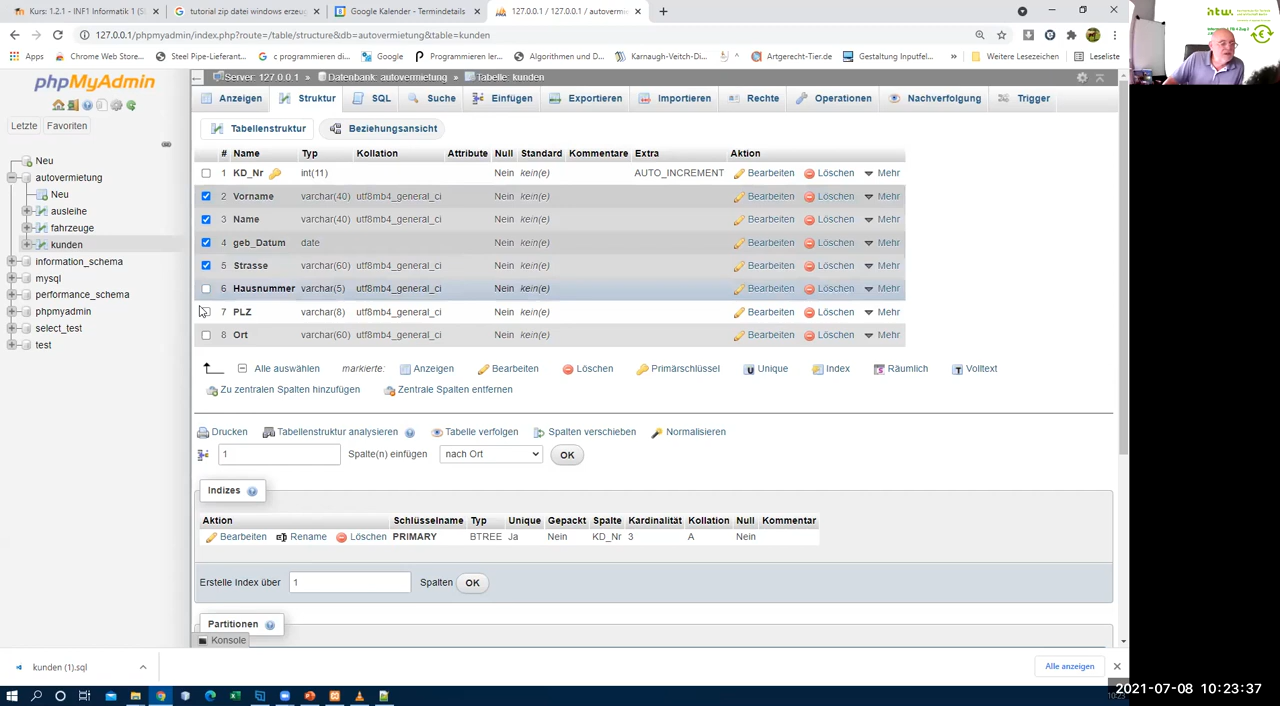 Kurs: 1.2.1 - INF1 Informatik 1 (S
tutorial zip datei windows erzeug
Google Kalender - Termindetails
127.0.0.1 / 127.0.0.1 / autovermie
127.0.0.1/phpmyadmin/index.php?route=/table/structure&db=autovermietung&table=kunden
Apps
Chrome Web Store:...
Steel Pipe-Lieferant...
c programmieren d...
Google
Programmieren ler...
Algorithmen und D...
Karnaugh-Veitch-Di...
Artgerecht-Tier.de
Gestaltung Inputfel...
»
Weitere Lesezeichen
Leseliste
phpMyAdmin
Letzte
Favoriten
Neu
autovermietung
Neu
ausleihe
fahrzeuge
kunden
information_schema
mysql
performance_schema
phpmyadmin
select_test
test
Server: 127.0.0.1 » Datenbank: autovermietung » Tabelle: kunden
Anzeigen Struktur SQL Suche Einfügen Exportieren Importieren Rechte Operationen Nachverfolgung Trigger
Tabellenstruktur Beziehungsansicht
# Name Typ Kollation Attribute Null Standard Kommentare Extra Aktion
1 KD_Nr int(11) Nein kein(e) AUTO_INCREMENT Bearbeiten Löschen Mehr
2 Vorname varchar(40) utf8mb4_general_ci Nein kein(e) Bearbeiten Löschen Mehr
3 Name varchar(40) utf8mb4_general_ci Nein kein(e) Bearbeiten Löschen Mehr
4 geb_Datum date Nein kein(e) Bearbeiten Löschen Mehr
5 Strasse varchar(60) utf8mb4_general_ci Nein kein(e) Bearbeiten Löschen Mehr
6 Hausnummer varchar(5) utf8mb4_general_ci Nein kein(e) Bearbeiten Löschen Mehr
7 PLZ varchar(8) utf8mb4_general_ci Nein kein(e) Bearbeiten Löschen Mehr
8 Ort varchar(60) utf8mb4_general_ci Nein kein(e) Bearbeiten Löschen Mehr
Alle auswählen markierte: Anzeigen Bearbeiten Löschen Primärschlüssel Unique Index Räumlich Volltext
Zu zentralen Spalten hinzufügen Zentrale Spalten entfernen
Drucken Tabellenstruktur analysieren Tabelle verfolgen Spalten verschieben Normalisieren
1 Spalte(n) einfügen nach Ort OK
Indizes
Aktion Schlüsselname Typ Unique Gepackt Spalte Kardinalität Kollation Null Kommentar
Bearbeiten Rename Löschen PRIMARY BTREE Ja Nein KD_Nr 3 A Nein
Erstelle Index über 1 Spalten OK
Partitionen
Konsole
kunden (1).sql
Alle anzeigen
2021-07-08 10:23:37
htw